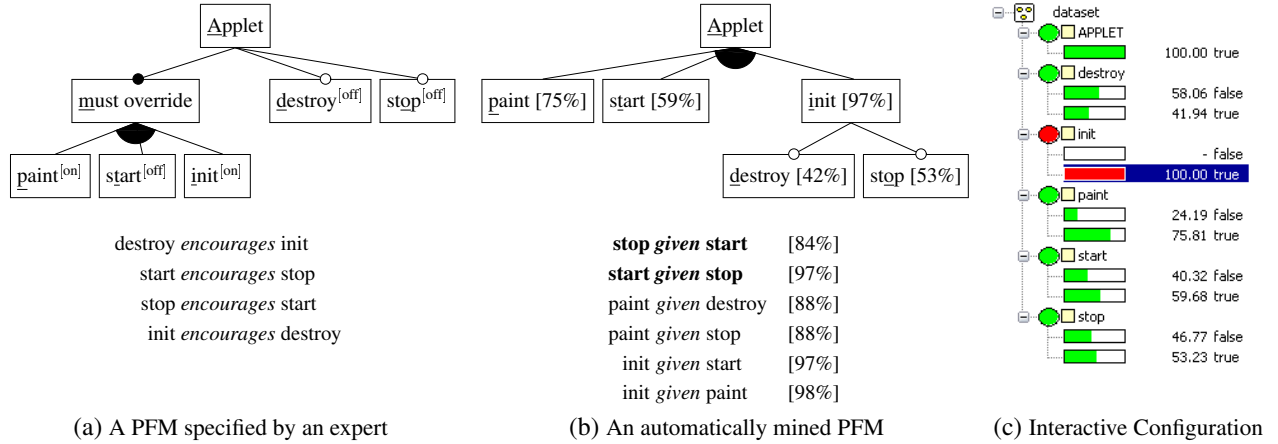 Applet
must override
destroy[off]
stop[off]
paint[on]
start[off]
init[on]
destroy encourages init
start encourages stop
stop encourages start
init encourages destroy
(a) A PFM specified by an expert
Applet
paint [75%]
start [59%]
init [97%]
destroy [42%]
stop [53%]
stop given start [84%]
start given stop [97%]
paint given destroy [88%]
paint given stop [88%]
init given start [97%]
init given paint [98%]
(b) An automatically mined PFM
dataset
APPLET
100.00 true
destroy
58.06 false
41.94 true
init
- false
100.00 true
paint
24.19 false
75.81 true
start
40.32 false
59.68 true
stop
46.77 false
53.23 true
(c) Interactive Configuration